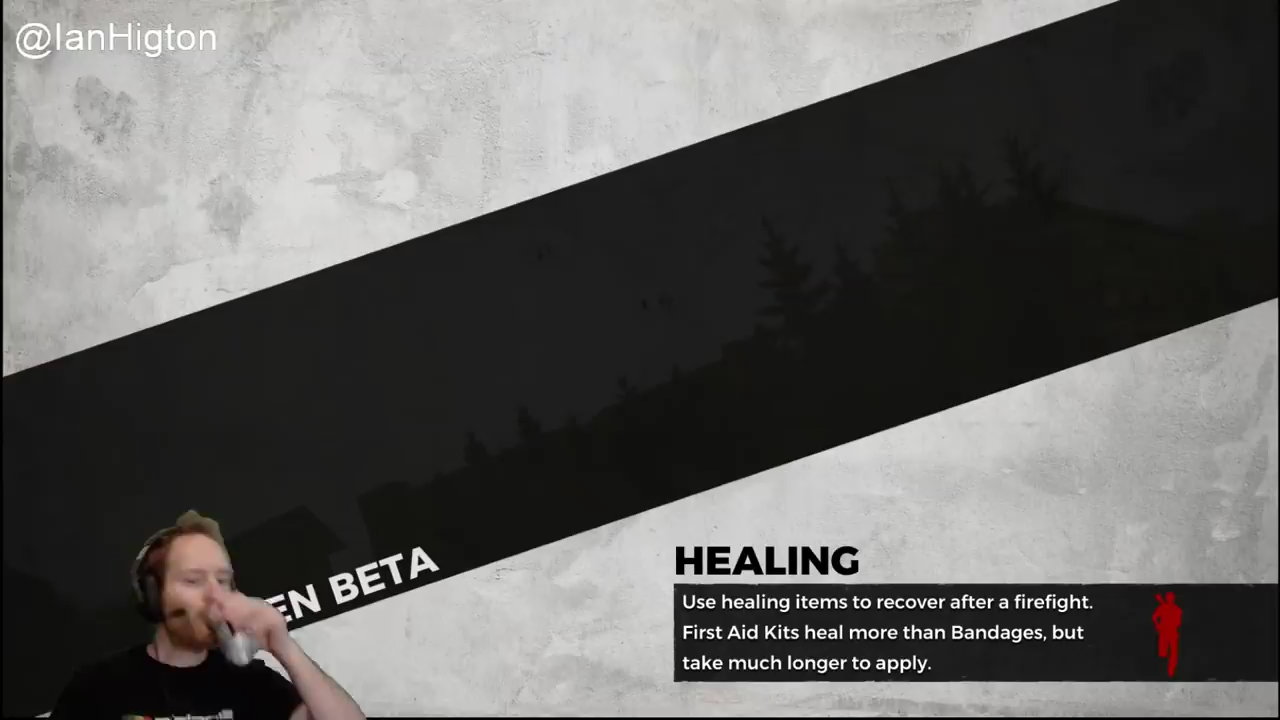 @IanHigton
EN BETA
HEALING
Use healing items to recover after a firefight.
First Aid Kits heal more than Bandages, but
take much longer to apply.